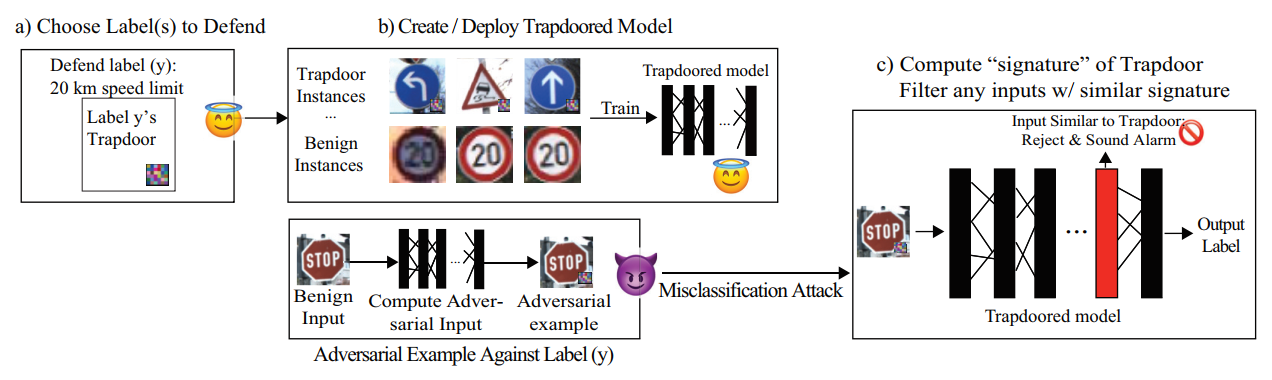 a) Choose Label(s) to Defend
Defend label (y):
20 km speed limit
Label y's
Trapdoor
b) Create / Deploy Trapdoored Model
Trapdoor
Instances
...
Benign
Instances
20
20
20
Train
Trapdoored model
...
Benign
Input
STOP
Compute Adver-
sarial Input
...
STOP
Adversarial
example
Adversarial Example Against Label (y)
Misclassification Attack
c) Compute “signature” of Trapdoor
Filter any inputs w/ similar signature
Input Similar to Trapdoor:
Reject & Sound Alarm
STOP
...
Output
Label
Trapdoored model